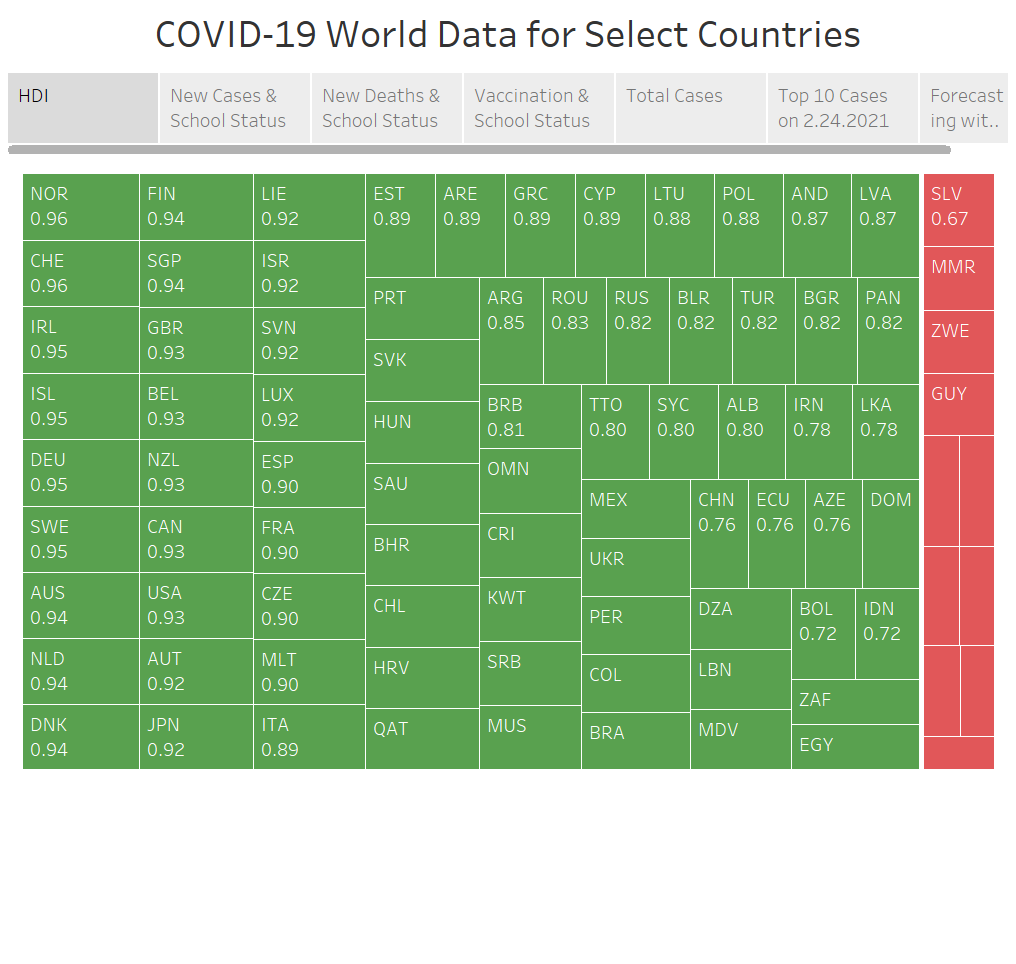 COVID-19 World Data for Select Countries
HDI
New Cases &
School Status
New Deaths &
School Status
Vaccination &
School Status
Total Cases
Top 10 Cases
on 2.24.2021
Forecast
ing wit..
NOR
0.96
CHE
0.96
IRL
0.95
ISL
0.95
DEU
0.95
SWE
0.95
AUS
0.94
NLD
0.94
DNK
0.94
FIN
0.94
SGP
0.94
GBR
0.93
BEL
0.93
NZL
0.93
CAN
0.93
USA
0.93
AUT
0.92
JPN
0.92
LIE
0.92
ISR
0.92
SVN
0.92
LUX
0.92
ESP
0.90
FRA
0.90
CZE
0.90
MLT
0.90
ITA
0.89
EST
0.89
ARE
0.89
GRC
0.89
CYP
0.89
LTU
0.88
POL
0.88
AND
0.87
LVA
0.87
PRT
SVK
HUN
SAU
BHR
CHL
HRV
QAT
ARG
0.85
ROU
0.83
RUS
0.82
BLR
0.82
TUR
0.82
BGR
0.82
PAN
0.82
BRB
0.81
OMN
CRI
KWT
SRB
MUS
TTO
0.80
SYC
0.80
ALB
0.80
IRN
0.78
LKA
0.78
MEX
UKR
PER
COL
BRA
CHN
0.76
ECU
0.76
AZE
0.76
DOM
DZA
LBN
MDV
BOL
0.72
IDN
0.72
ZAF
EGY
SLV
0.67
MMR
ZWE
GUY